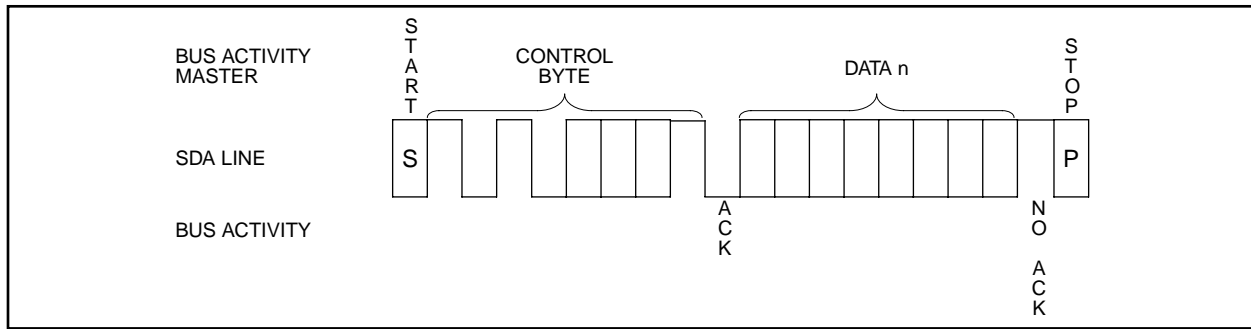 BUS ACTIVITY
MASTER
START
CONTROL
BYTE
DATA n
STOP
SDA LINE
S
P
BUS ACTIVITY
ACK
NO ACK